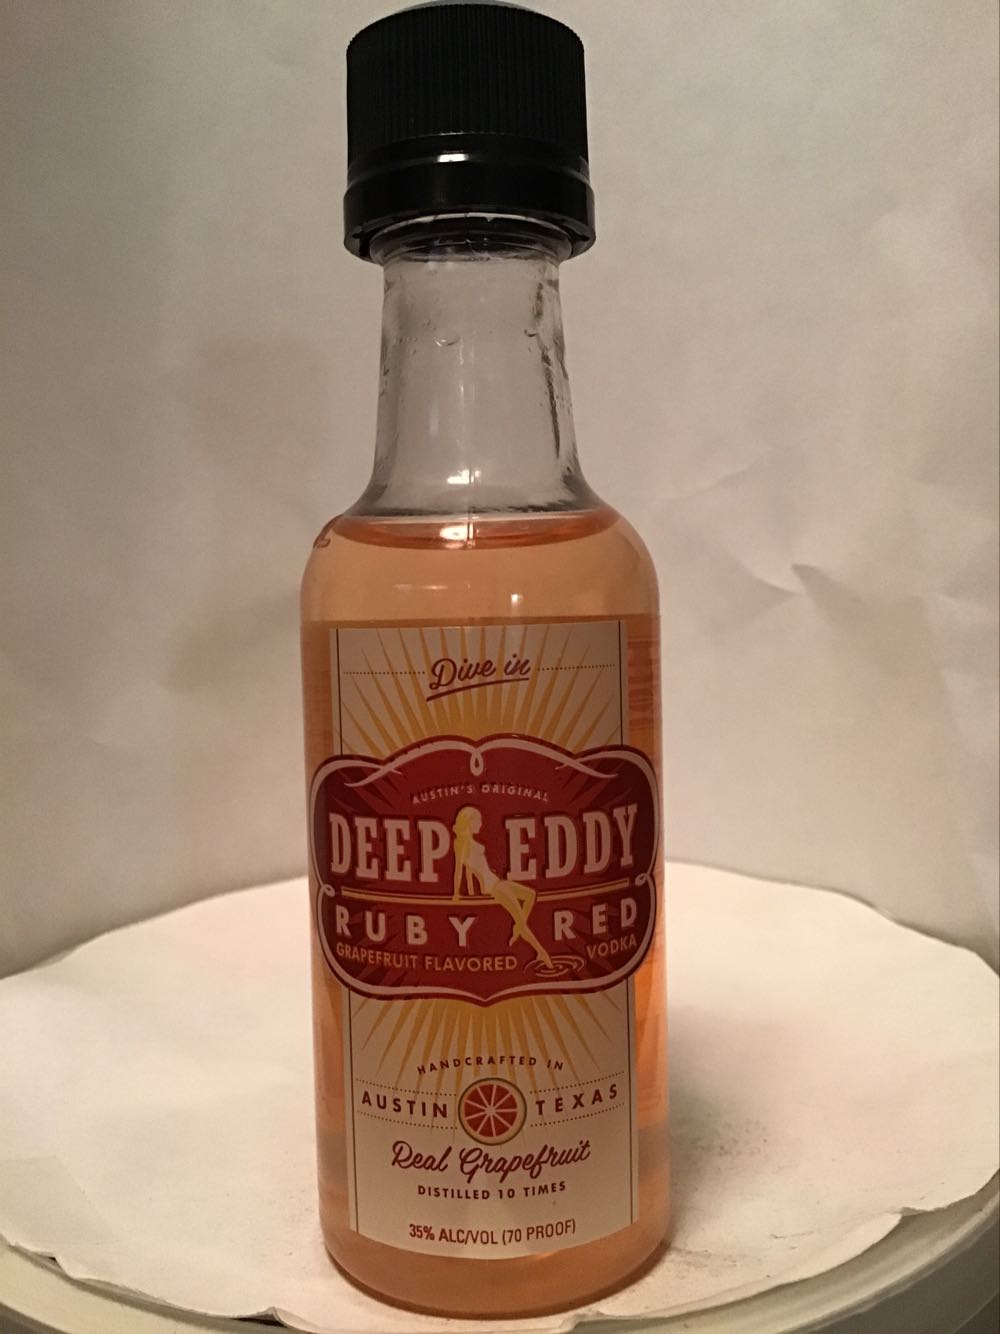 Dive in
AUSTIN'S ORIGINAL
DEEP EDDY
RUBY RED
GRAPEFRUIT FLAVORED VODKA
HANDCRAFTED IN
AUSTIN TEXAS
Real Grapefruit
DISTILLED 10 TIMES
35% ALC/VOL (70 PROOF)